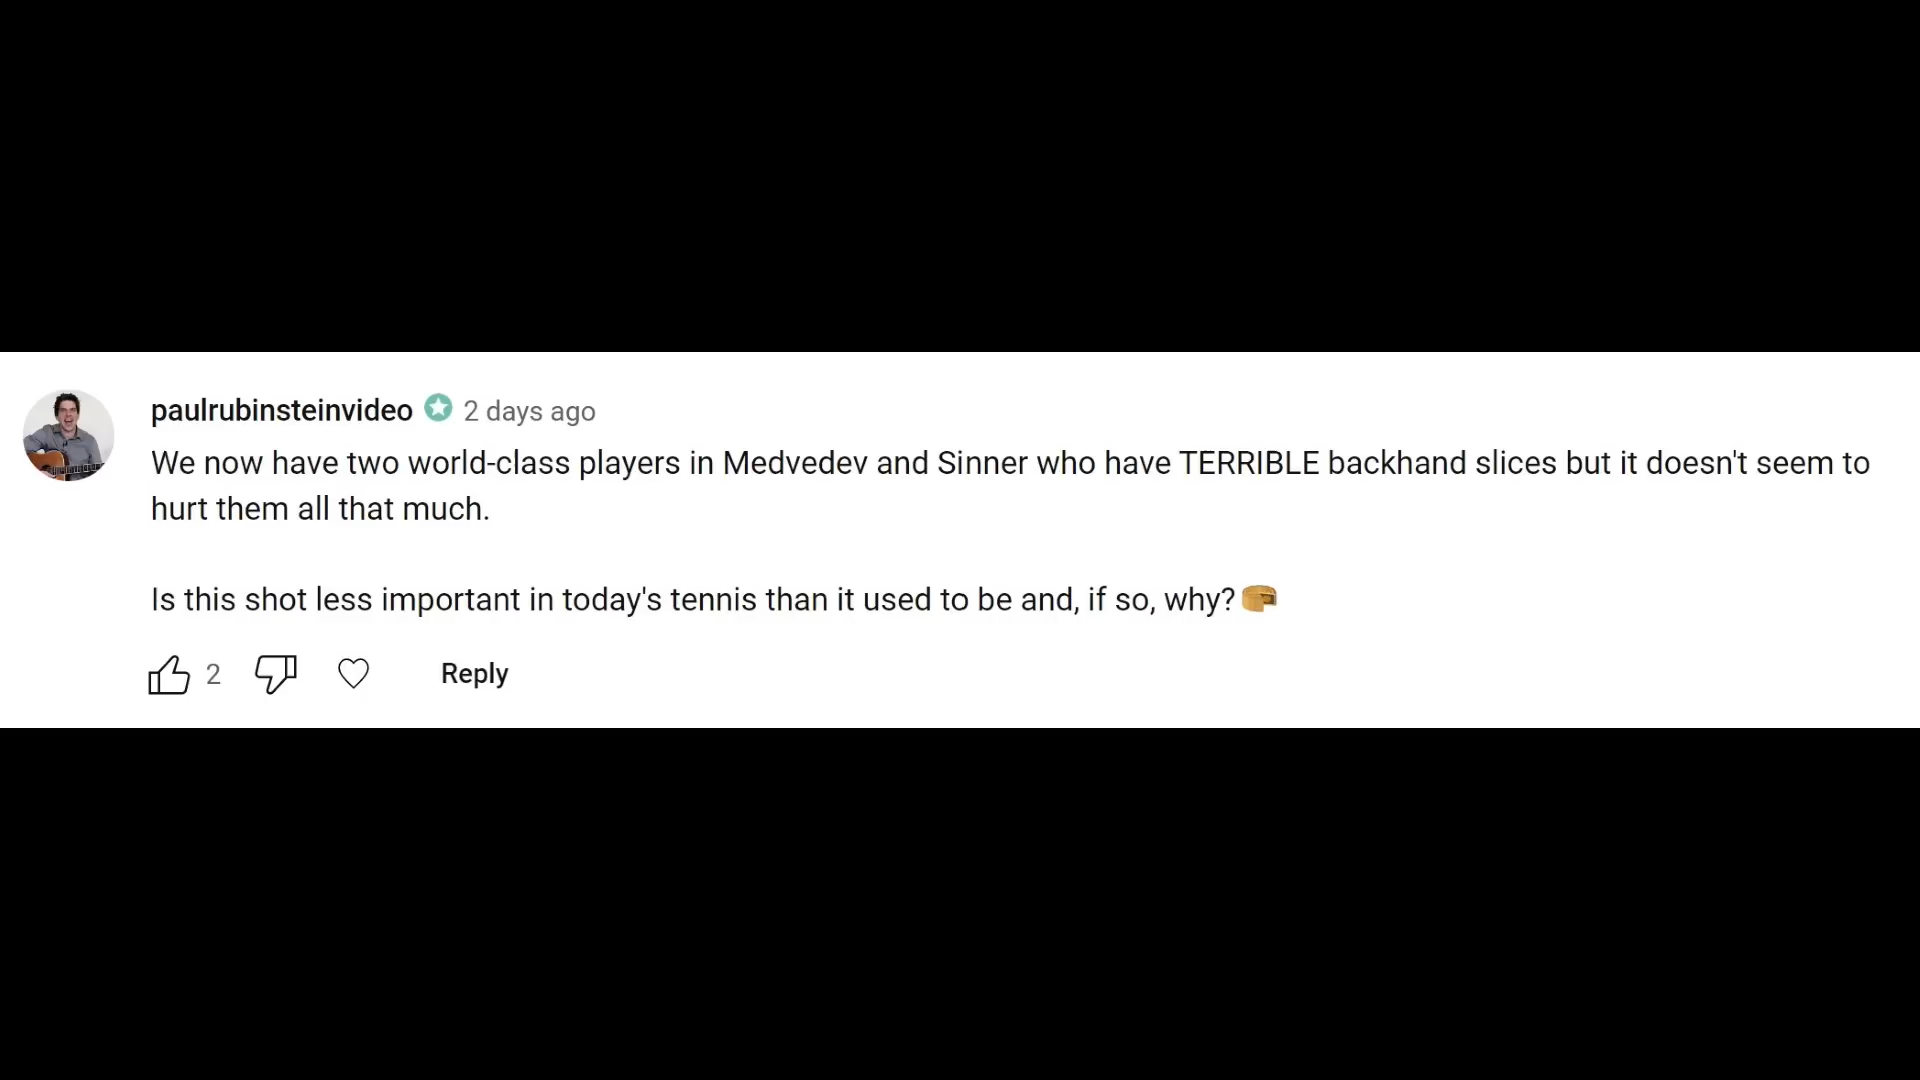 paulrubinsteinvideo 2 days ago
We now have two world-class players in Medvedev and Sinner who have TERRIBLE backhand slices but it doesn't seem to
hurt them all that much.
Is this shot less important in today's tennis than it used to be and, if so, why?
2 Reply